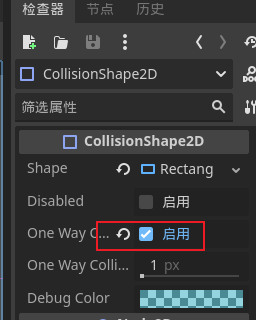 检查器 节点 历史
CollisionShape2D
DOC
筛选属性
CollisionShape2D
Shape Rectang
Disabled 启用
One Way C... 启用
One Way Colli... 1 px
Debug Color